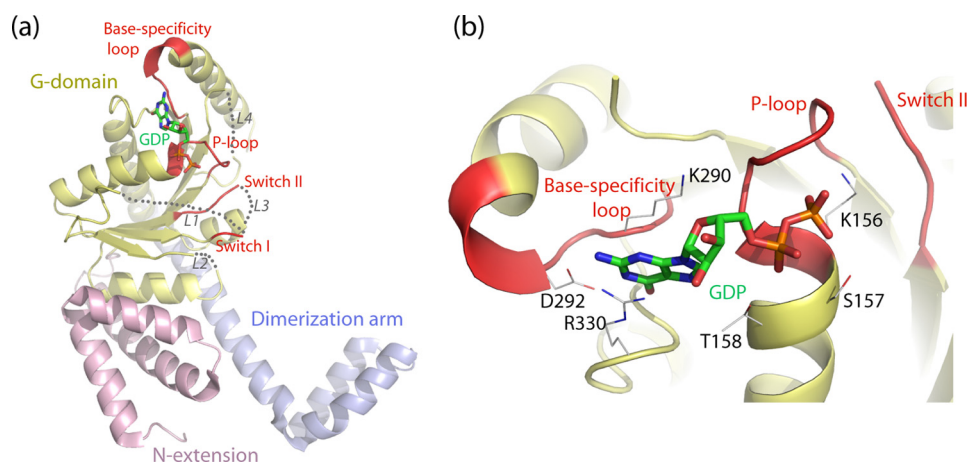 (a)
Base-specificity
loop
G-domain
L4
GDP
P-loop
Switch II
L1
L3
Switch I
L2
Dimerization arm
N-extension
(b)
P-loop
Switch II
K290
Base-specificity
loop
K156
D292
GDP
S157
R330
T158